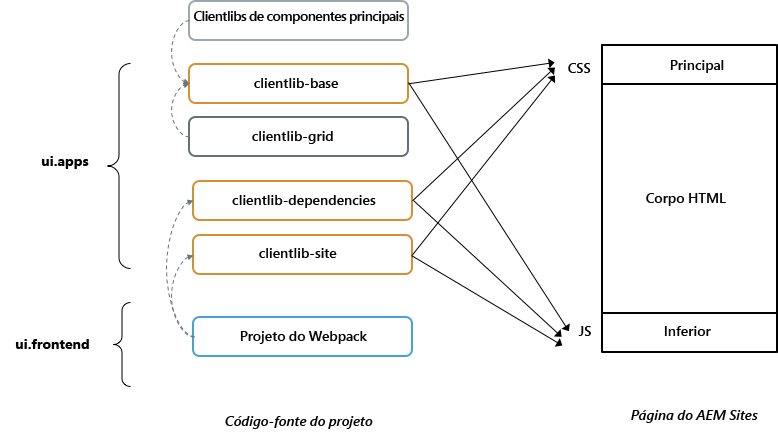 Clientlibs de componentes principais
clientlib-base
clientlib-grid
ui.apps
clientlib-dependencies
clientlib-site
ui.frontend
Projeto do Webpack
Código-fonte do projeto
CSS
JS
Principal
Corpo HTML
Inferior
Página do AEM Sites